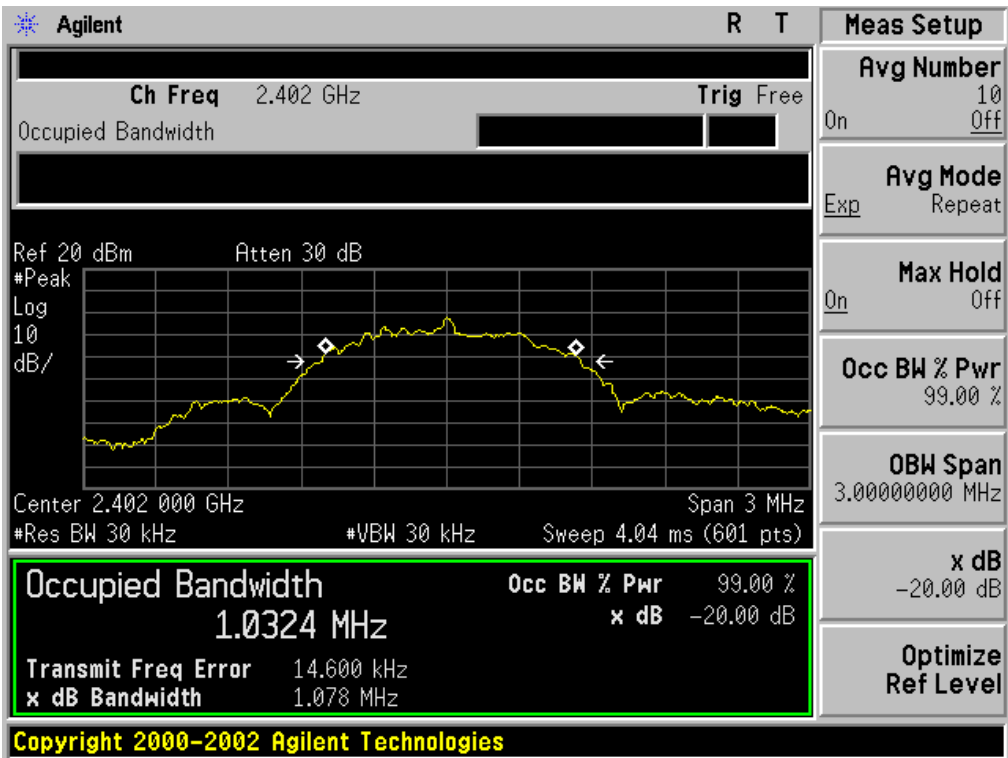 Agilent R T
Ch Freq 2.402 GHz Trig Free
Occupied Bandwidth
Ref 20 dBm Atten 30 dB
#Peak
Log
10
dB/
Center 2.402 000 GHz Span 3 MHz
#Res BW 30 kHz #VBW 30 kHz Sweep 4.04 ms (601 pts)
Occupied Bandwidth Occ BW % Pwr 99.00 %
1.0324 MHz x dB -20.00 dB
Transmit Freq Error 14.600 kHz
x dB Bandwidth 1.078 MHz
Copyright 2000-2002 Agilent Technologies
Meas Setup
Avg Number
10
On Off
Avg Mode
Exp Repeat
Max Hold
On Off
Occ BW % Pwr
99.00 %
OBW Span
3.00000000 MHz
x dB
-20.00 dB
Optimize
Ref Level